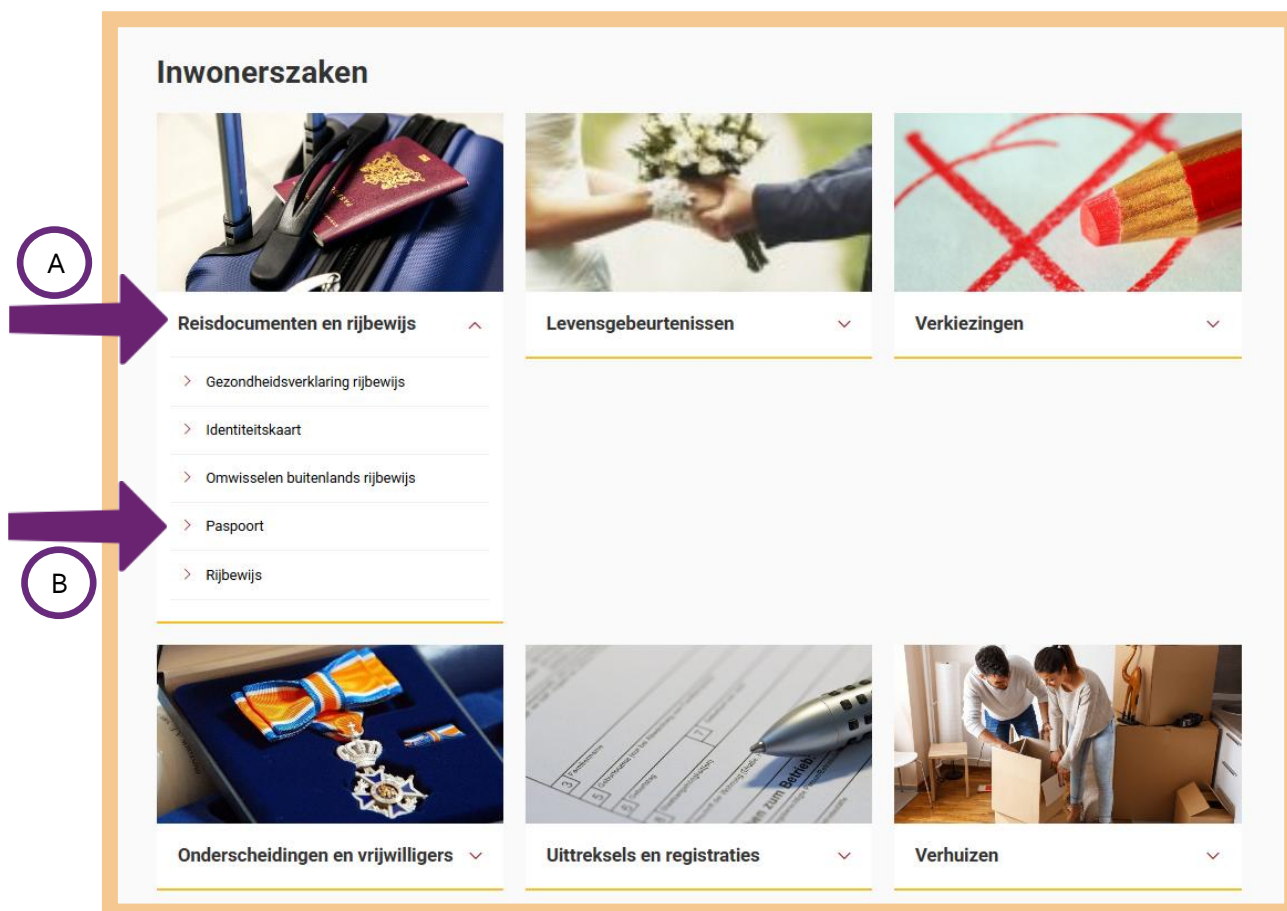 Inwonerszaken
A
Reisdocumenten en rijbewijs
Levensgebeurtenissen
Verkiezingen
Gezondheidsverklaring rijbewijs
Identiteitskaart
Omwisselen buitenlands rijbewijs
Paspoort
B
Rijbewijs
Onderscheidingen en vrijwilligers
Uittreksels en registraties
Verhuizen